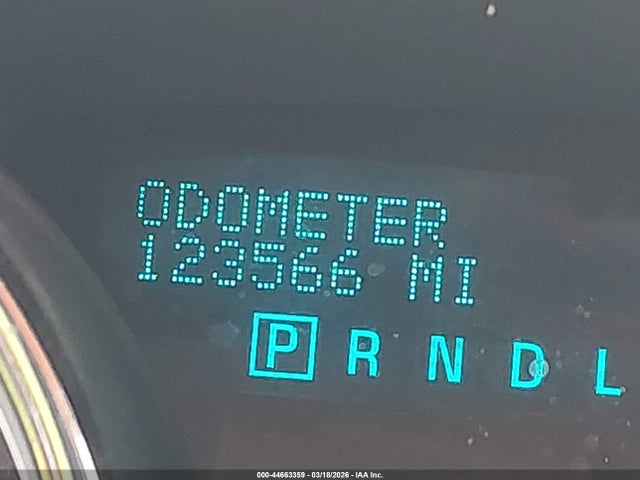 ODOMETER
123566 MI
P R N D L
000-44663359 - 03/18/2026 - IAA Inc.